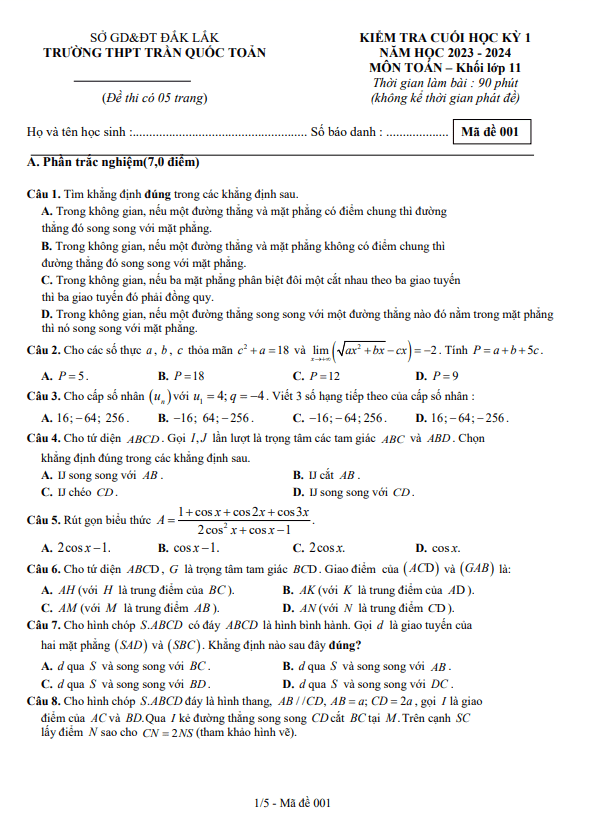 SỞ GD&ĐT ĐẮK LẮK
TRƯỜNG THPT TRẦN QUỐC TOẢN
(Đề thi có 05 trang)
KIỂM TRA CUỐI HỌC KỲ 1
NĂM HỌC 2023 - 2024
MÔN TOÁN – Khối lớp 11
Thời gian làm bài : 90 phút
(không kể thời gian phát đề)
Họ và tên học sinh :..................................................... Số báo danh : ................... Mã đề 001
A. Phần trắc nghiệm(7,0 điểm)
Câu 1. Tìm khẳng định đúng trong các khẳng định sau.
A. Trong không gian, nếu một đường thẳng và mặt phẳng có điểm chung thì đường
thẳng đó song song với mặt phẳng.
B. Trong không gian, nếu một đường thẳng và mặt phẳng không có điểm chung thì
đường thẳng đó song song với mặt phẳng.
C. Trong không gian, nếu ba mặt phẳng phân biệt đôi một cắt nhau theo ba giao tuyến
thì ba giao tuyến đó phải đồng quy.
D. Trong không gian, nếu một đường thẳng song song với một đường thẳng nào đó nằm trong mặt phẳng
thì nó song song với mặt phẳng.
Câu 2. Cho các số thực a , b , c thỏa mãn c² + a = 18 và lim x→+∞ (√(ax² + bx) − cx) = −2 . Tính P = a + b + 5c .
A. P = 5 . B. P = 18 C. P = 12 D. P = 9
Câu 3. Cho cấp số nhân (uₙ) với u₁ = 4; q = −4 . Viết 3 số hạng tiếp theo của cấp số nhân :
A. 16; −64; 256 . B. −16; 64; −256 . C. −16; −64; 256 . D. 16; −64; −256 .
Câu 4. Cho tứ diện ABCD . Gọi I,J lần lượt là trọng tâm các tam giác ABC và ABD . Chọn
khẳng định đúng trong các khẳng định sau.
A. IJ song song với AB . B. IJ cắt AB .
C. IJ chéo CD . D. IJ song song với CD .
Câu 5. Rút gọn biểu thức A = (1 + cos x + cos 2x + cos 3x)/(2cos² x + cos x − 1) .
A. 2cos x − 1. B. cos x − 1. C. 2cos x. D. cos x.
Câu 6. Cho tứ diện ABCD , G là trọng tâm tam giác BCD . Giao điểm của (ACD) và (GAB) là:
A. AH (với H là trung điểm của BC ). B. AK (với K là trung điểm của AD ).
C. AM (với M là trung điểm AB ). D. AN (với N là trung điểm CD ).
Câu 7. Cho hình chóp S.ABCD có đáy ABCD là hình bình hành. Gọi d là giao tuyến của
hai mặt phẳng (SAD) và (SBC) . Khẳng định nào sau đây đúng?
A. d qua S và song song với BC . B. d qua S và song song với AB .
C. d qua S và song song với BD . D. d qua S và song song với DC .
Câu 8. Cho hình chóp S.ABCD đáy là hình thang, AB //CD, AB = a; CD = 2a , gọi I là giao
điểm của AC và BD. Qua I kẻ đường thẳng song song CD cắt BC tại M . Trên cạnh SC
lấy điểm N sao cho CN = 2NS (tham khảo hình vẽ).
1/5 - Mã đề 001